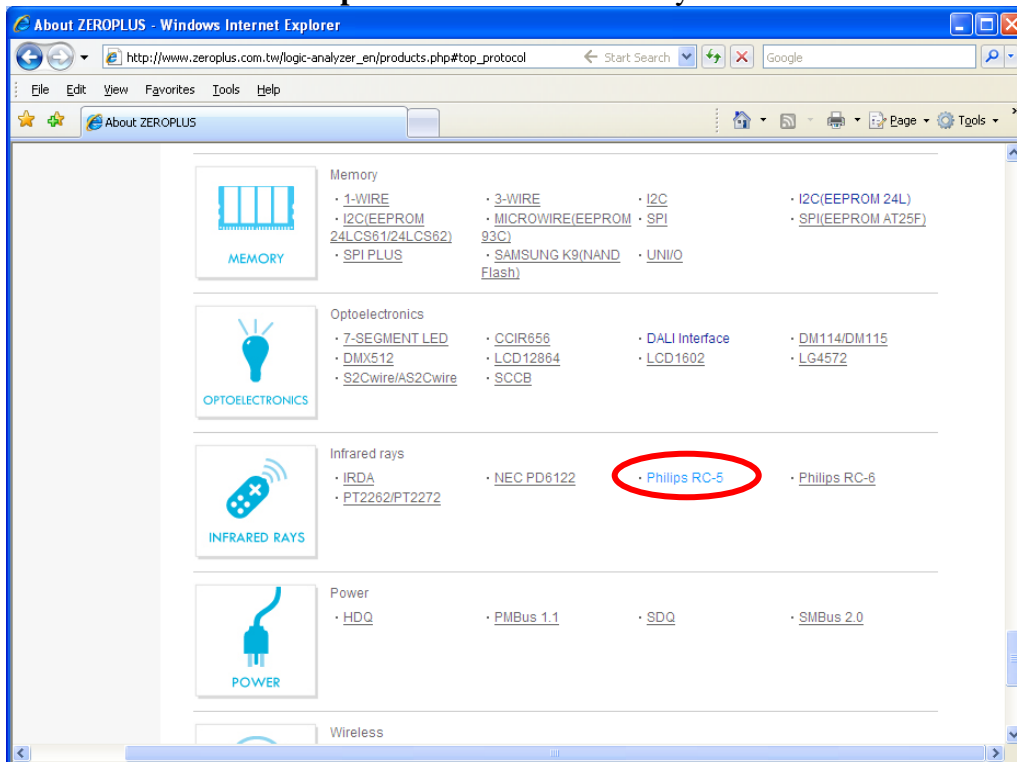 About ZEROPLUS - Windows Internet Explorer
http://www.zeroplus.com.tw/logic-analyzer_en/products.php#top_protocol
Start Search
Google
File Edit View Favorites Tools Help
About ZEROPLUS
Page
Tools
Memory
· 1-WIRE · 3-WIRE · I2C · I2C(EEPROM 24L)
· I2C(EEPROM · MICROWIRE(EEPROM · SPI · SPI(EEPROM AT25F)
24LCS61/24LCS62) 93C)
· SPI PLUS · SAMSUNG K9(NAND · UNI/O
Flash)
MEMORY
Optoelectronics
· 7-SEGMENT LED · CCIR656 · DALI Interface · DM114/DM115
· DMX512 · LCD12864 · LCD1602 · LG4572
· S2Cwire/AS2Cwire · SCCB
OPTOELECTRONICS
Infrared rays
· IRDA · NEC PD6122 · Philips RC-5 · Philips RC-6
· PT2262/PT2272
INFRARED RAYS
Power
· HDQ · PMBus 1.1 · SDQ · SMBus 2.0
POWER
Wireless